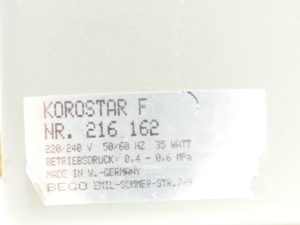 KOROSTAR F
NR. 216 162
220/240 V 50/60 HZ 35 WATT
BETRIEBSDRUCK: 0,4 - 0,6 MPa
MADE IN W.-GERMANY
BEGO EMIL-SOMMER-STR.